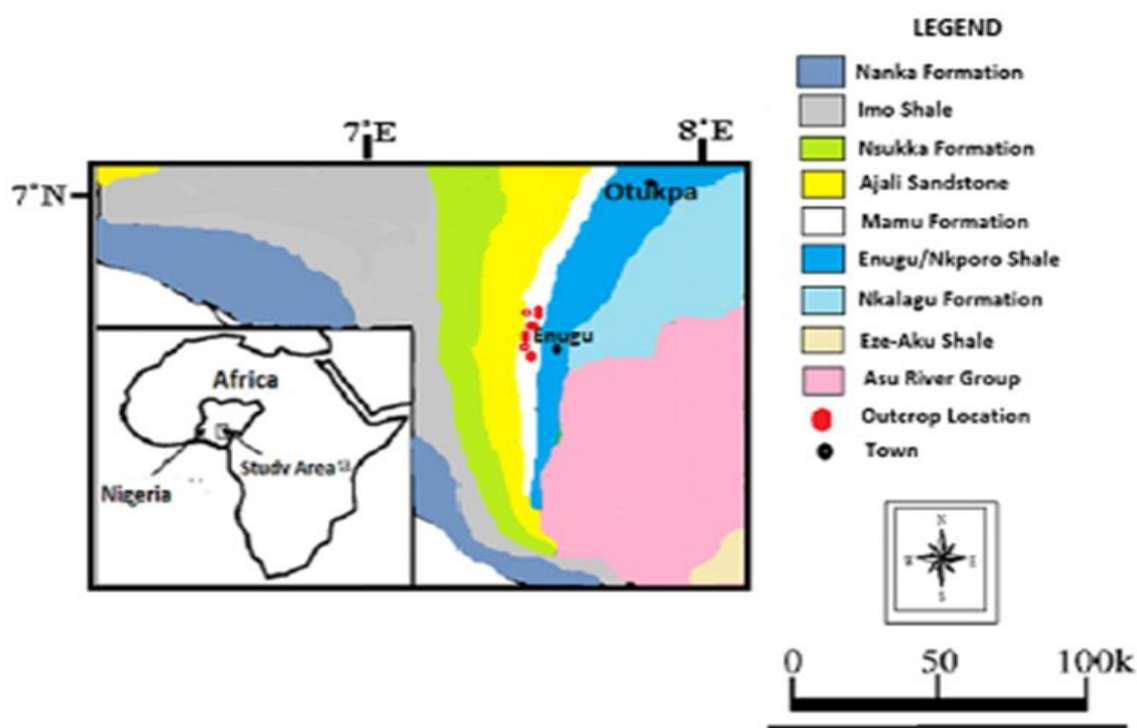 LEGEND
Nanka Formation
Imo Shale
Nsukka Formation
Ajali Sandstone
Mamu Formation
Enugu/Nkporo Shale
Nkalagu Formation
Eze-Aku Shale
Asu River Group
Outcrop Location
Town
7°E
8°E
7°N
Otukpa
Enugu
Africa
Study Area
Nigeria
N
S
0 50 100k